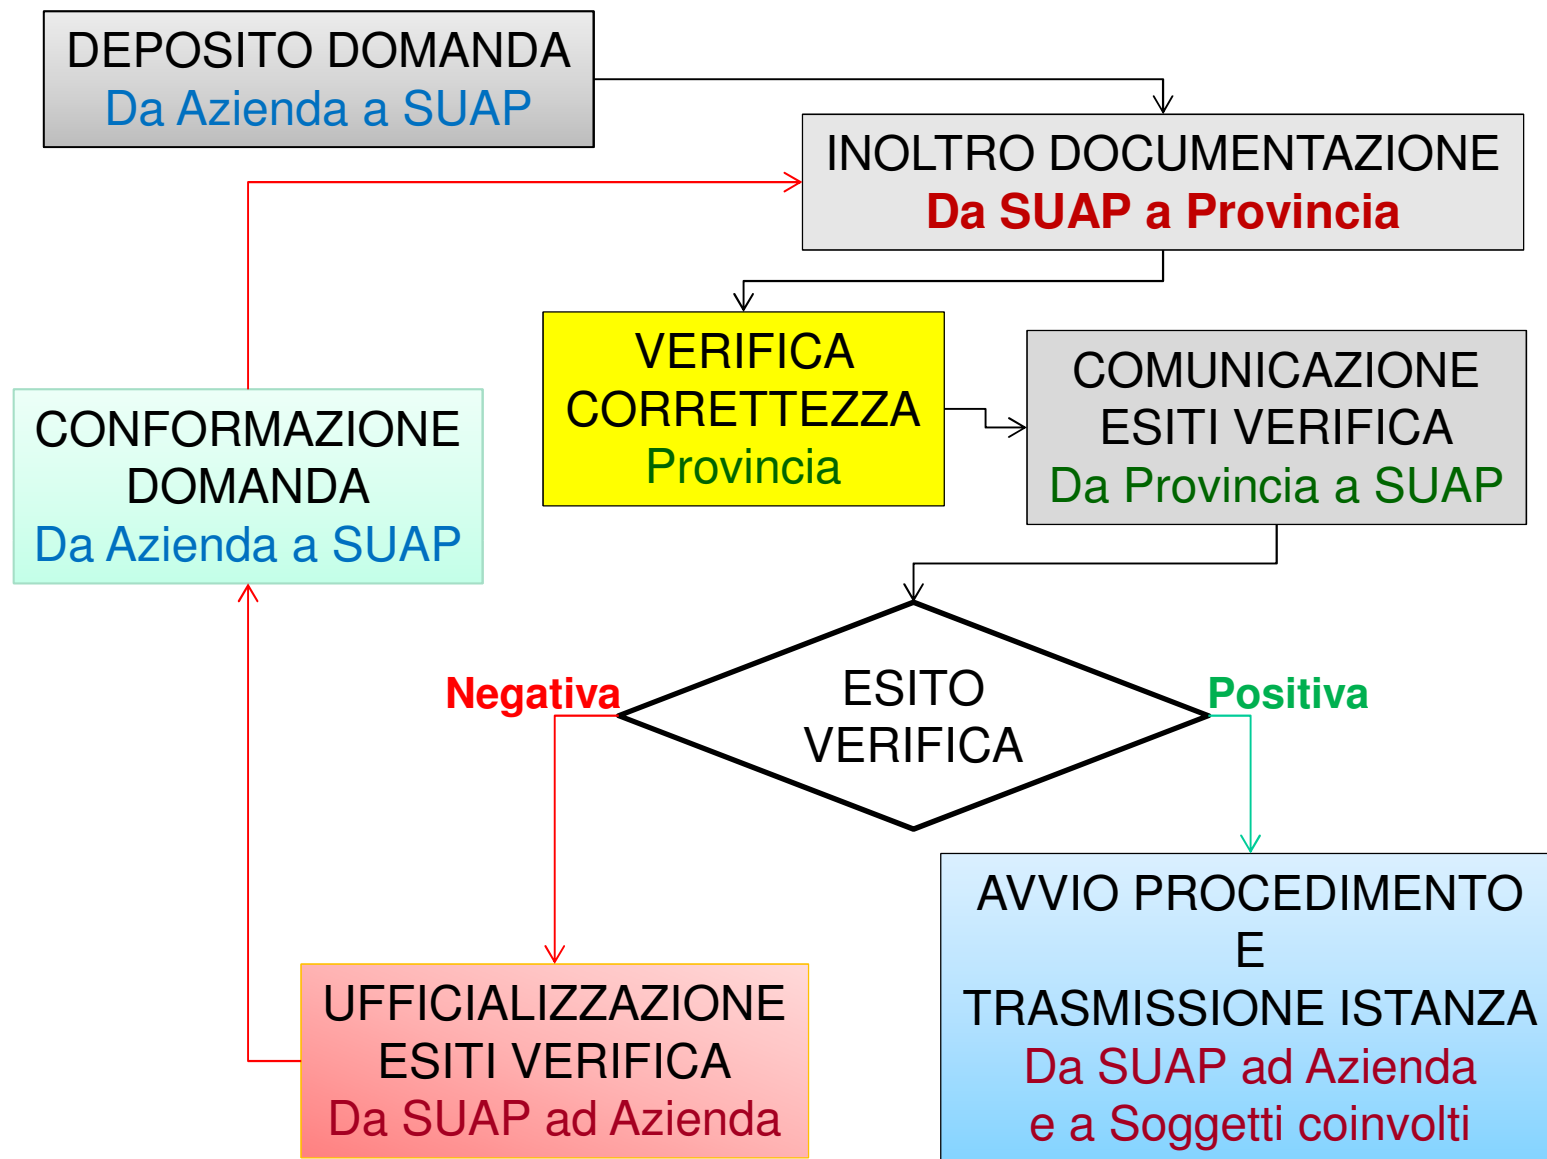 DEPOSITO DOMANDA
Da Azienda a SUAP
INOLTRO DOCUMENTAZIONE
Da SUAP a Provincia
VERIFICA
CORRETTEZZA
Provincia
COMUNICAZIONE
ESITI VERIFICA
Da Provincia a SUAP
CONFORMAZIONE
DOMANDA
Da Azienda a SUAP
ESITO
VERIFICA
Negativa
Positiva
UFFICIALIZZAZIONE
ESITI VERIFICA
Da SUAP ad Azienda
AVVIO PROCEDIMENTO
E
TRASMISSIONE ISTANZA
Da SUAP ad Azienda
e a Soggetti coinvolti